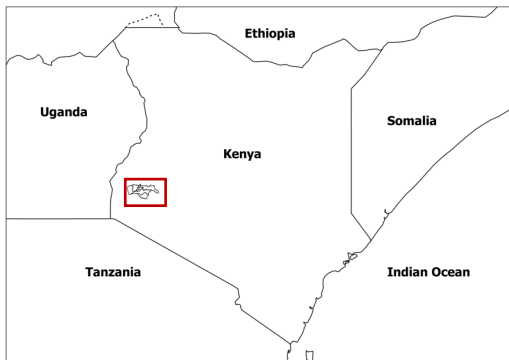 Ethiopia
Uganda
Somalia
Kenya
Tanzania
Indian Ocean